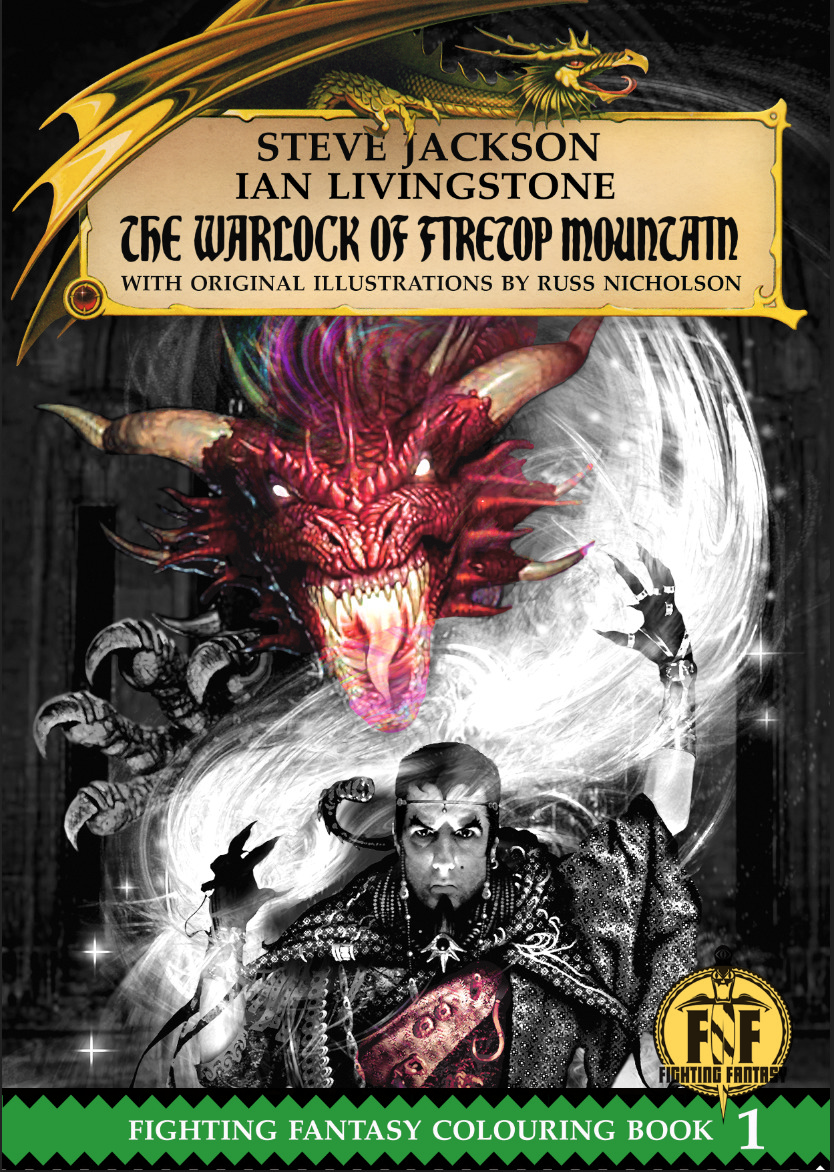 STEVE JACKSON
IAN LIVINGSTONE
THE WARLOCK OF FIRETOP MOUNTAIN
WITH ORIGINAL ILLUSTRATIONS BY RUSS NICHOLSON
FF
FIGHTING FANTASY
FIGHTING FANTASY COLOURING BOOK 1